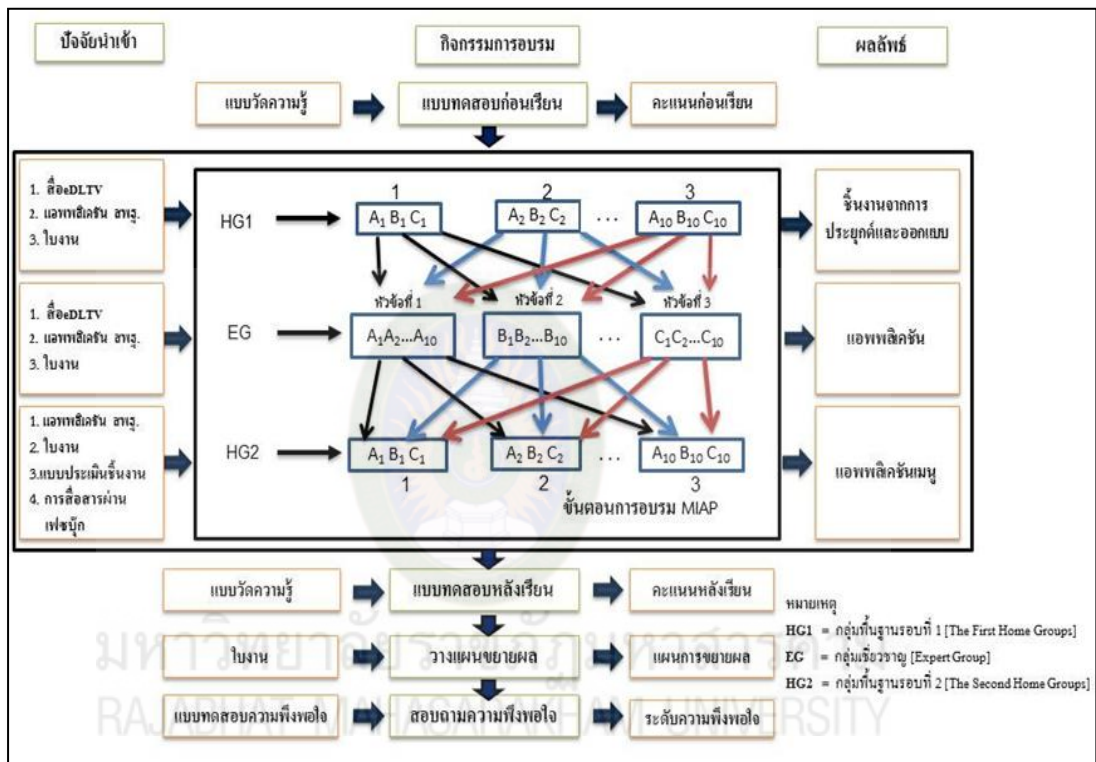 ปัจจัยนำเข้า
กิจกรรมการอบรม
ผลลัพธ์
แบบวัดความรู้
แบบทดสอบก่อนเรียน
คะแนนก่อนเรียน
1. สื่อeDLTV
2. แอพพลิเคชัน สพฐ.
3. ใบงาน
HG1
1
2
3
A1 B1 C1
A2 B2 C2
. . .
A10 B10 C10
ชิ้นงานจากการ
ประยุกต์และออกแบบ
1. สื่อeDLTV
2. แอพพลิเคชัน สพฐ.
3. ใบงาน
EG
หัวข้อที่ 1
หัวข้อที่ 2
หัวข้อที่ 3
A1A2...A10
B1B2...B10
. . .
C1C2...C10
แอพพลิเคชัน
1. แอพพลิเคชัน สพฐ.
2. ใบงาน
3.แบบประเมินชิ้นงาน
4. การสื่อสารผ่าน
เฟซบุ๊ก
HG2
A1 B1 C1
A2 B2 C2
...
A10 B10 C10
1
2
3
ขั้นตอนการอบรม MIAP
แอพพลิเคชันเมนู
แบบวัดความรู้
แบบทดสอบหลังเรียน
คะแนนหลังเรียน
ใบงาน
วางแผนขยายผล
แผนการขยายผล
แบบทดสอบความพึงพอใจ
สอบถามความพึงพอใจ
ระดับความพึงพอใจ
หมายเหตุ
HG1 = กลุ่มพื้นฐานรอบที่ 1 [The First Home Groups]
EG = กลุ่มเชี่ยวชาญ [Expert Group]
HG2 = กลุ่มพื้นฐานรอบที่ 2 [The Second Home Groups]
มหาวิทยาลัยราชภัฏมหาสารคาม
RAJABHAT MAHASARAKHAM UNIVERSITY